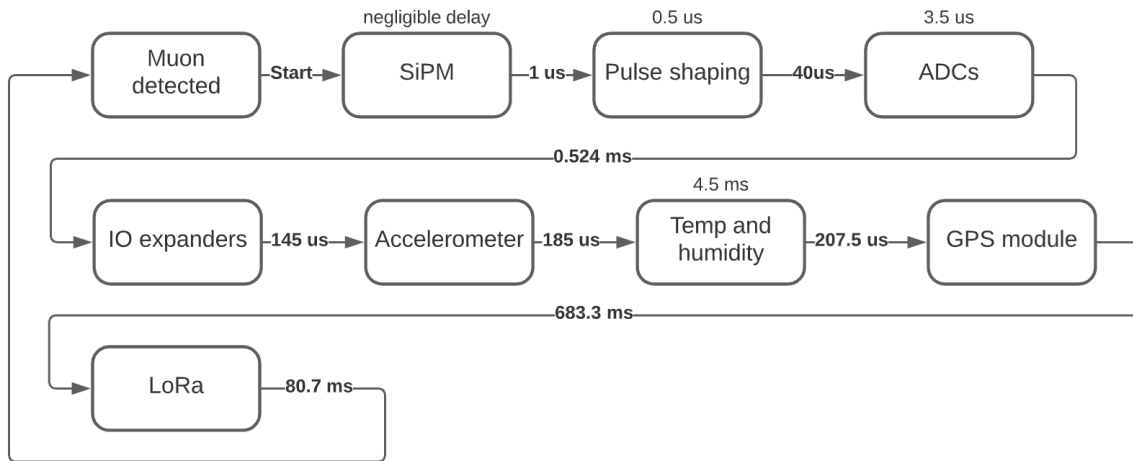 negligible delay
0.5 us
3.5 us
Muon
detected
Start
SiPM
1 us
Pulse shaping
40us
ADCs
0.524 ms
4.5 ms
IO expanders
145 us
Accelerometer
185 us
Temp and
humidity
207.5 us
GPS module
683.3 ms
LoRa
80.7 ms